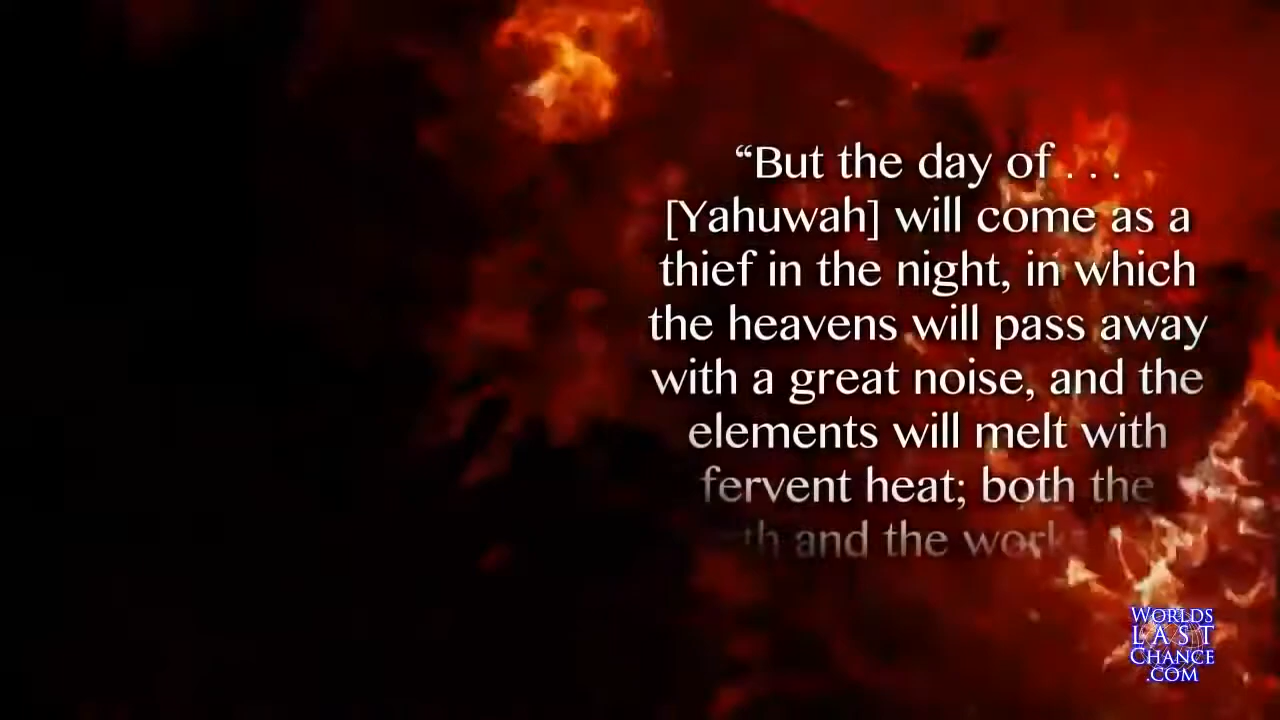 “But the day of . . .
[Yahuwah] will come as a
thief in the night, in which
the heavens will pass away
with a great noise, and the
elements will melt with
fervent heat; both the
and the
WORLDS
LAST
CHANCE
.COM